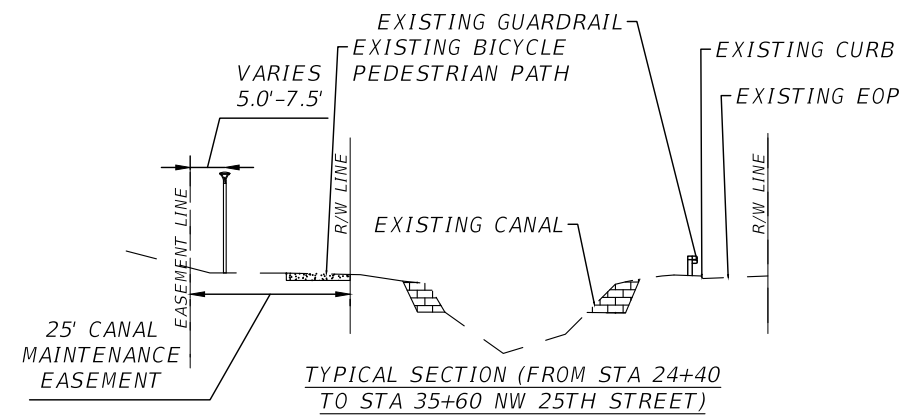 EXISTING GUARDRAIL
EXISTING BICYCLE
PEDESTRIAN PATH
EXISTING CURB
VARIES
5.0'-7.5'
EXISTING EOP
R/W LINE
R/W LINE
EASEMENT LINE
EXISTING CANAL
25' CANAL
MAINTENANCE
EASEMENT
TYPICAL SECTION (FROM STA 24+40
TO STA 35+60 NW 25TH STREET)